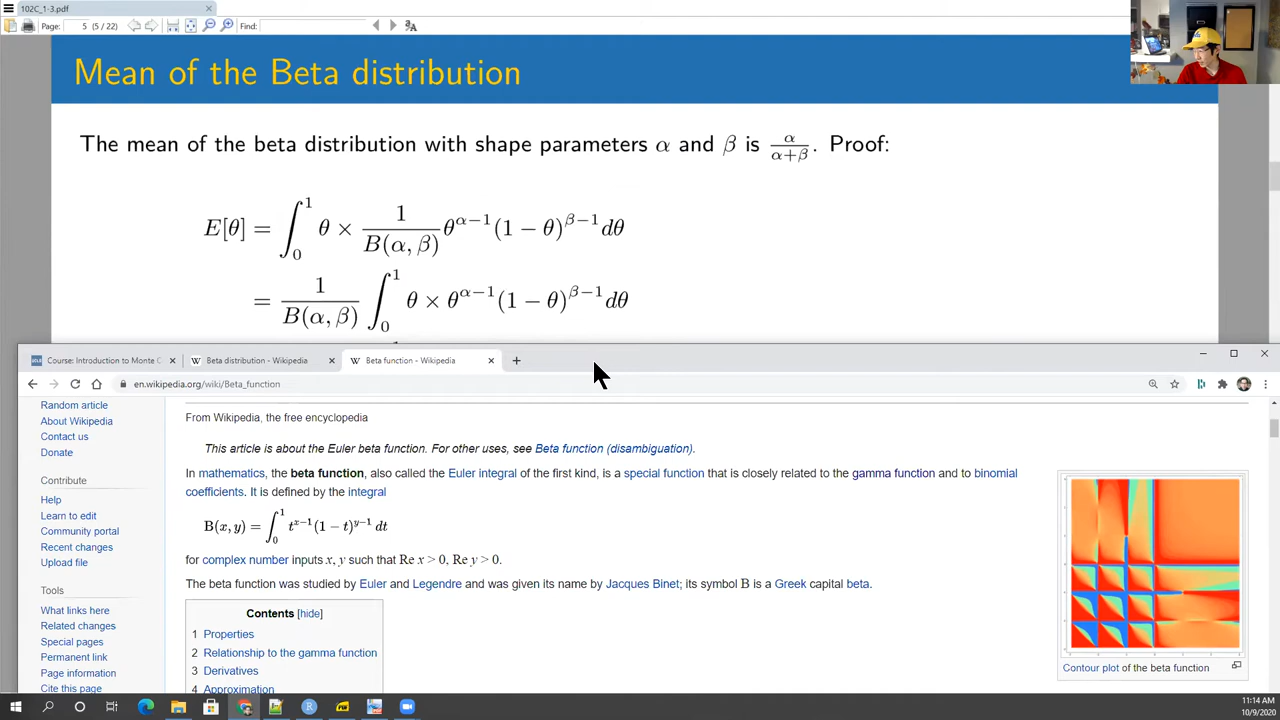 102C_1-3.pdf ×
Page: 5 (5 / 22) Find:
Mean of the Beta distribution
The mean of the beta distribution with shape parameters α and β is α/(α+β). Proof:
E[θ] = ∫₀¹ θ × 1/B(α, β) θ^(α−1)(1 − θ)^(β−1)dθ
= 1/B(α, β) ∫₀¹ θ × θ^(α−1)(1 − θ)^(β−1)dθ
Course: Introduction to Monte C × Beta distribution - Wikipedia × Beta function - Wikipedia × +
en.wikipedia.org/wiki/Beta_function
Random article
About Wikipedia
Contact us
Donate
Contribute
Help
Learn to edit
Community portal
Recent changes
Upload file
Tools
What links here
Related changes
Special pages
Permanent link
Page information
Cite this page
From Wikipedia, the free encyclopedia
This article is about the Euler beta function. For other uses, see Beta function (disambiguation).
In mathematics, the beta function, also called the Euler integral of the first kind, is a special function that is closely related to the gamma function and to binomial
coefficients. It is defined by the integral
B(x, y) = ∫₀¹ t^(x−1)(1 − t)^(y−1) dt
for complex number inputs x, y such that Re x > 0, Re y > 0.
The beta function was studied by Euler and Legendre and was given its name by Jacques Binet; its symbol B is a Greek capital beta.
Contents [hide]
1 Properties
2 Relationship to the gamma function
3 Derivatives
4 Approximation
Contour plot of the beta function
11:14 AM
10/9/2020